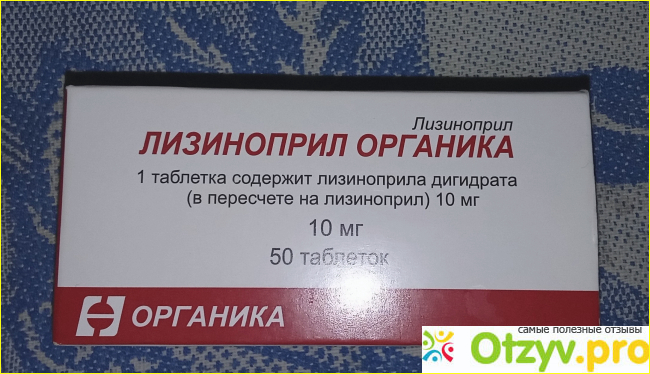 Лизиноприл
ЛИЗИНОПРИЛ ОРГАНИКА
1 таблетка содержит лизиноприла дигидрата
(в пересчете на лизиноприл) 10 мг
10 мг
50 таблеток
ОРГАНИКА
самые полезные отзывы
Otzyv.pro